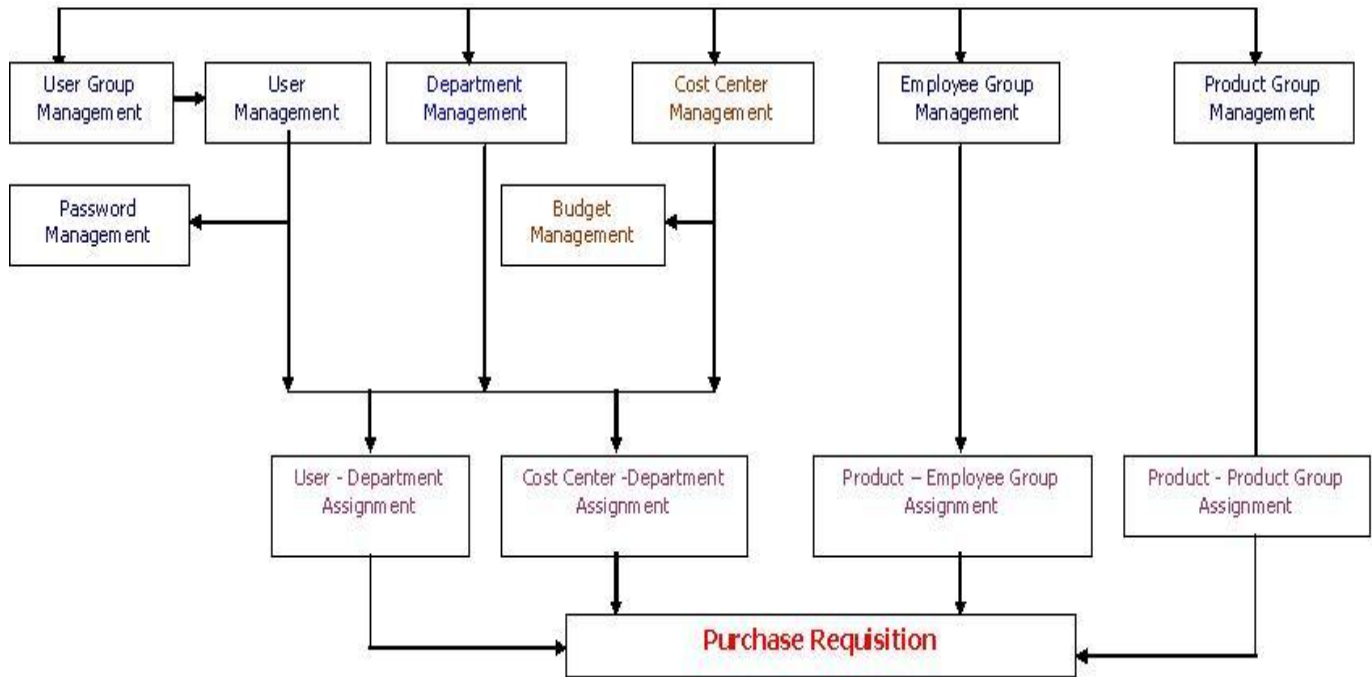 User Group
Management
User
Management
Department
Management
Cost Center
Management
Employee Group
Management
Product Group
Management
Password
Management
Budget
Management
User - Department
Assignment
Cost Center -Department
Assignment
Product – Employee Group
Assignment
Product - Product Group
Assignment
Purchase Requisition